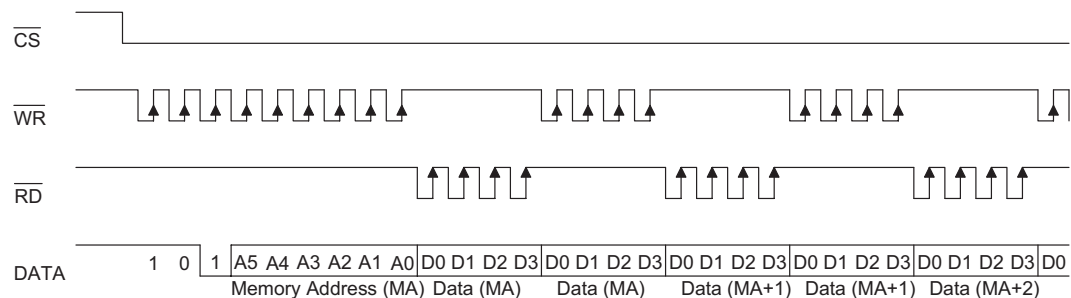 CS
WR
RD
DATA 1 0 1 A5 A4 A3 A2 A1 A0 D0 D1 D2 D3 D0 D1 D2 D3 D0 D1 D2 D3 D0 D1 D2 D3 D0 D1 D2 D3 D0
Memory Address (MA) Data (MA) Data (MA) Data (MA+1) Data (MA+1) Data (MA+2)